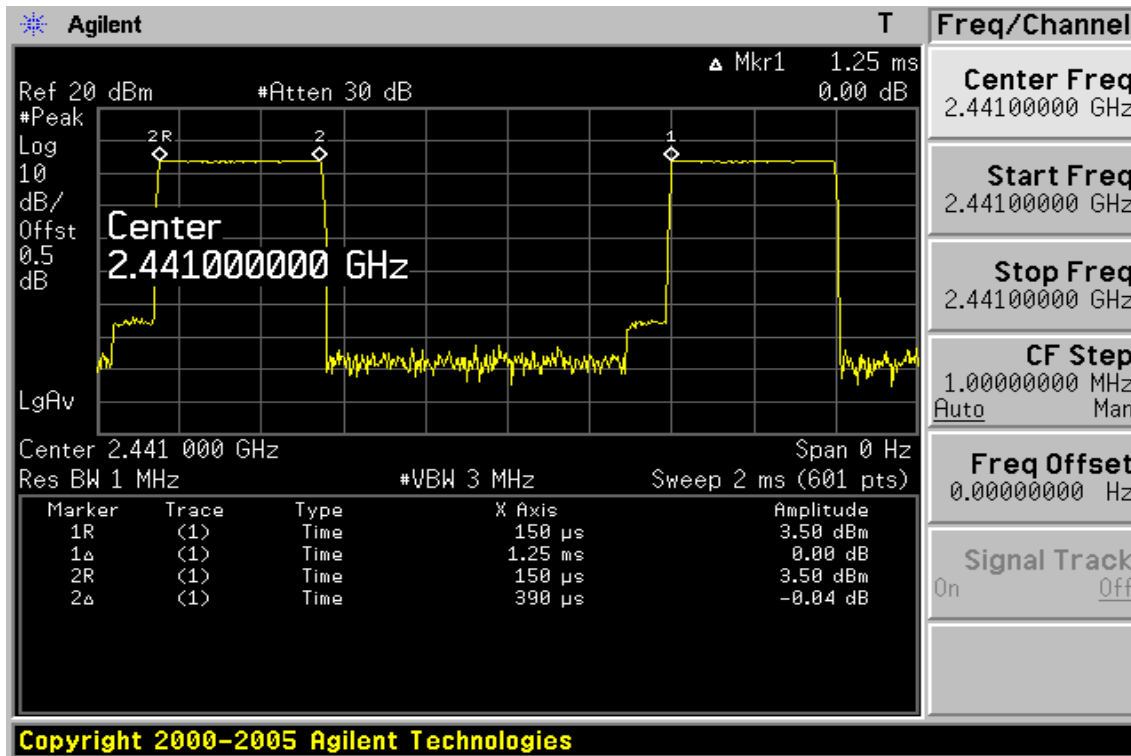 Agilent T Freq/Channel
Δ Mkr1 1.25 ms
Ref 20 dBm #Atten 30 dB 0.00 dB
#Peak
Log
10
dB/
Offst
0.5
dB
LgAv
2R 2 1
Center
2.441000000 GHz
Center 2.441 000 GHz Span 0 Hz
Res BW 1 MHz #VBW 3 MHz Sweep 2 ms (601 pts)
Marker Trace Type X Axis Amplitude
1R (1) Time 150 µs 3.50 dBm
1Δ (1) Time 1.25 ms 0.00 dB
2R (1) Time 150 µs 3.50 dBm
2Δ (1) Time 390 µs -0.04 dB
Center Freq
2.44100000 GHz
Start Freq
2.44100000 GHz
Stop Freq
2.44100000 GHz
CF Step
1.00000000 MHz
Auto Man
Freq Offset
0.00000000 Hz
Signal Track
On Off
Copyright 2000-2005 Agilent Technologies